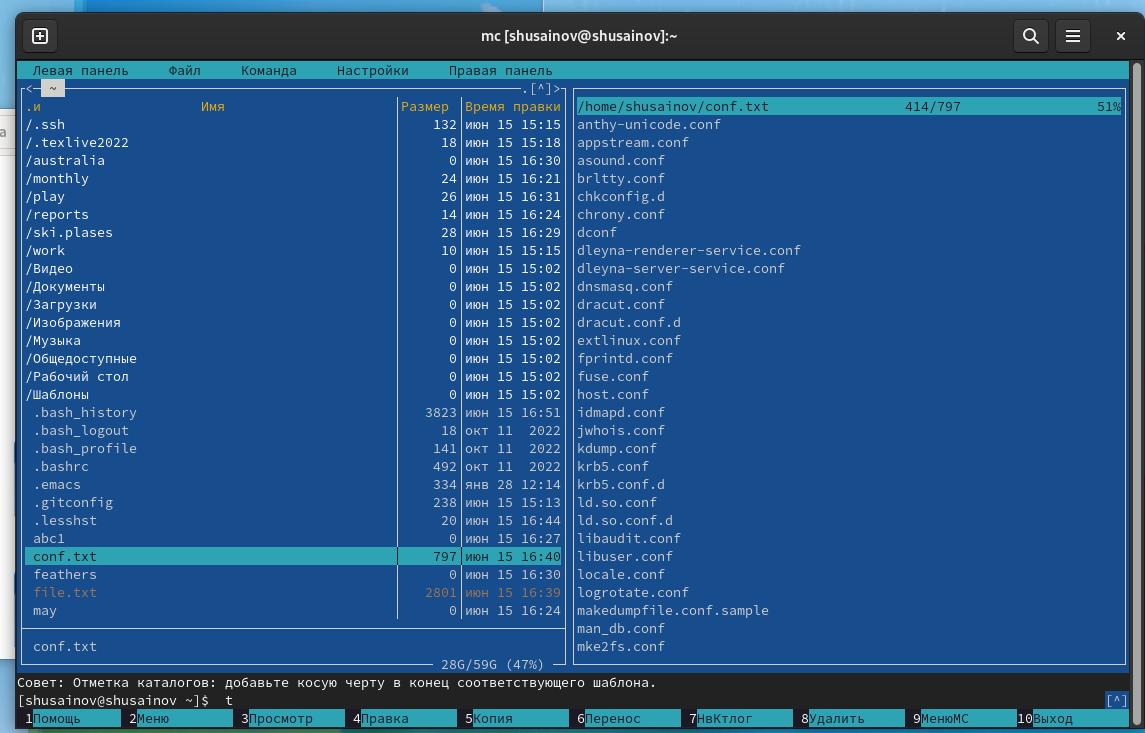 mc [shusainov@shusainov]:~
а
Левая панель Файл Команда Настройки Правая панель
<─ ~ .[^]>
.и Имя Размер Время правки
/.ssh 132 июн 15 15:15
/.texlive2022 18 июн 15 15:18
/australia 0 июн 15 16:30
/monthly 24 июн 15 16:21
/play 26 июн 15 16:31
/reports 14 июн 15 16:24
/ski.plases 28 июн 15 16:29
/work 10 июн 15 15:15
/Видео 0 июн 15 15:02
/Документы 0 июн 15 15:02
/Загрузки 0 июн 15 15:02
/Изображения 0 июн 15 15:02
/Музыка 0 июн 15 15:02
/Общедоступные 0 июн 15 15:02
/Рабочий стол 0 июн 15 15:02
/Шаблоны 0 июн 15 15:02
.bash_history 3823 июн 15 16:51
.bash_logout 18 окт 11 2022
.bash_profile 141 окт 11 2022
.bashrc 492 окт 11 2022
.emacs 334 янв 28 12:14
.gitconfig 238 июн 15 15:13
.lesshst 20 июн 15 16:44
abc1 0 июн 15 16:27
conf.txt 797 июн 15 16:40
feathers 0 июн 15 16:30
file.txt 2801 июн 15 16:39
may 0 июн 15 16:24
conf.txt
28G/59G (47%)
/home/shusainov/conf.txt 414/797 51%
anthy-unicode.conf
appstream.conf
asound.conf
brltty.conf
chkconfig.d
chrony.conf
dconf
dleyna-renderer-service.conf
dleyna-server-service.conf
dnsmasq.conf
dracut.conf
dracut.conf.d
extlinux.conf
fprintd.conf
fuse.conf
host.conf
idmapd.conf
jwhois.conf
kdump.conf
krb5.conf
krb5.conf.d
ld.so.conf
ld.so.conf.d
libaudit.conf
libuser.conf
locale.conf
logrotate.conf
makedumpfile.conf.sample
man_db.conf
mke2fs.conf
Совет: Отметка каталогов: добавьте косую черту в конец соответствующего шаблона.
[shusainov@shusainov ~]$ t [^]
1Помощь 2Меню 3Просмотр 4Правка 5Копия 6Перенос 7НвКтлог 8Удалить 9МенюMC 10Выход